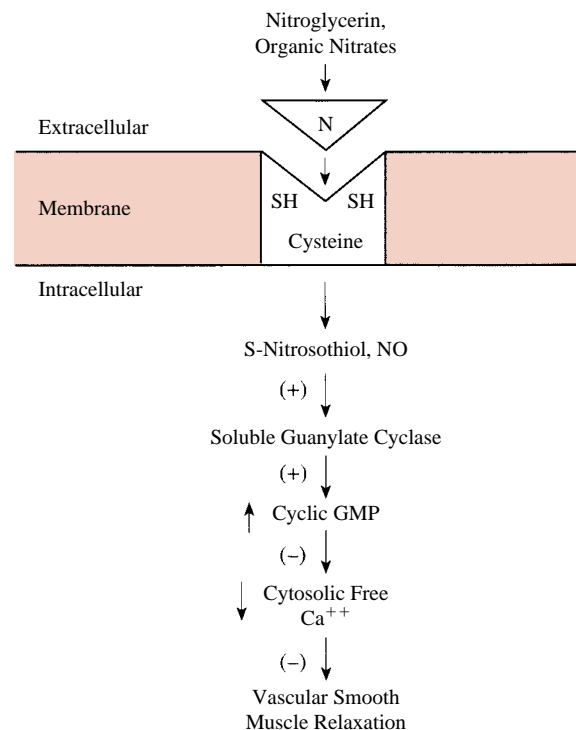 Nitroglycerin,
Organic Nitrates
N
Extracellular
SH SH
Membrane
Cysteine
Intracellular
S-Nitrosothiol, NO
(+)
Soluble Guanylate Cyclase
(+)
Cyclic GMP
(–)
Cytosolic Free
Ca++
(–)
Vascular Smooth
Muscle Relaxation